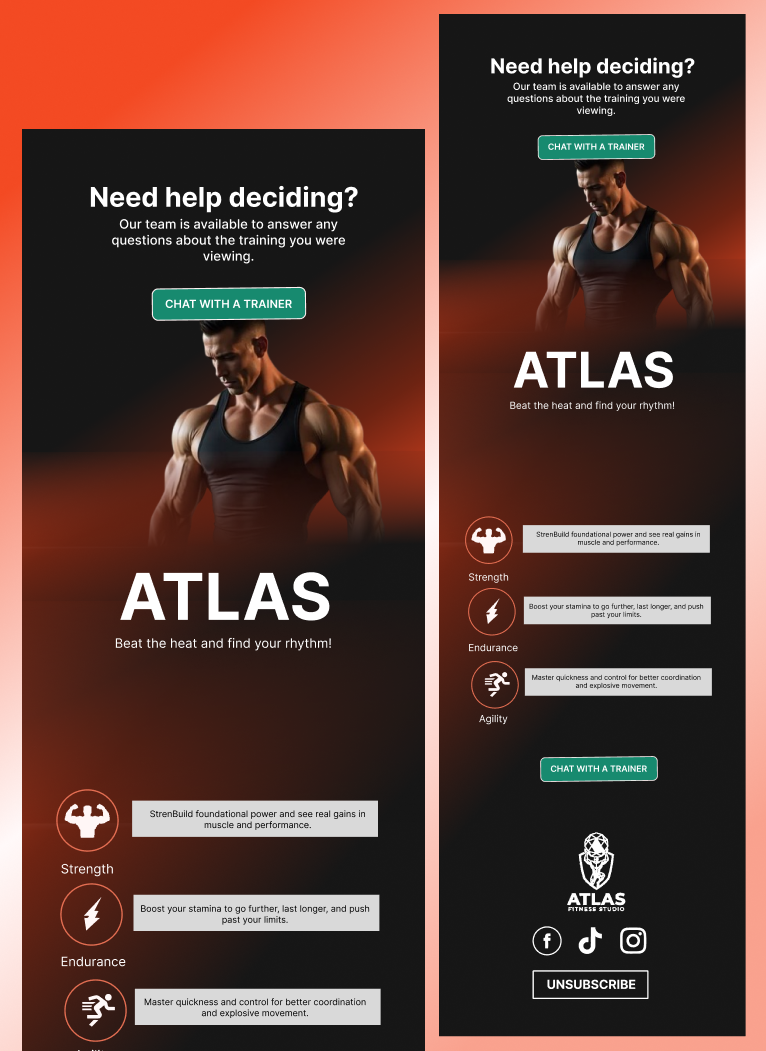 Need help deciding?
Our team is available to answer any
questions about the training you were
viewing.
CHAT WITH A TRAINER
ATLAS
Beat the heat and find your rhythm!
StrenBuild foundational power and see real gains in
muscle and performance.
Strength
Boost your stamina to go further, last longer, and push
past your limits.
Endurance
Master quickness and control for better coordination
and explosive movement.
Need help deciding?
Our team is available to answer any
questions about the training you were
viewing.
CHAT WITH A TRAINER
ATLAS
Beat the heat and find your rhythm!
StrenBuild foundational power and see real gains in
muscle and performance.
Strength
Boost your stamina to go further, last longer, and push
past your limits.
Endurance
Master quickness and control for better coordination
and explosive movement.
Agility
CHAT WITH A TRAINER
ATLAS
FITNESS STUDIO
UNSUBSCRIBE